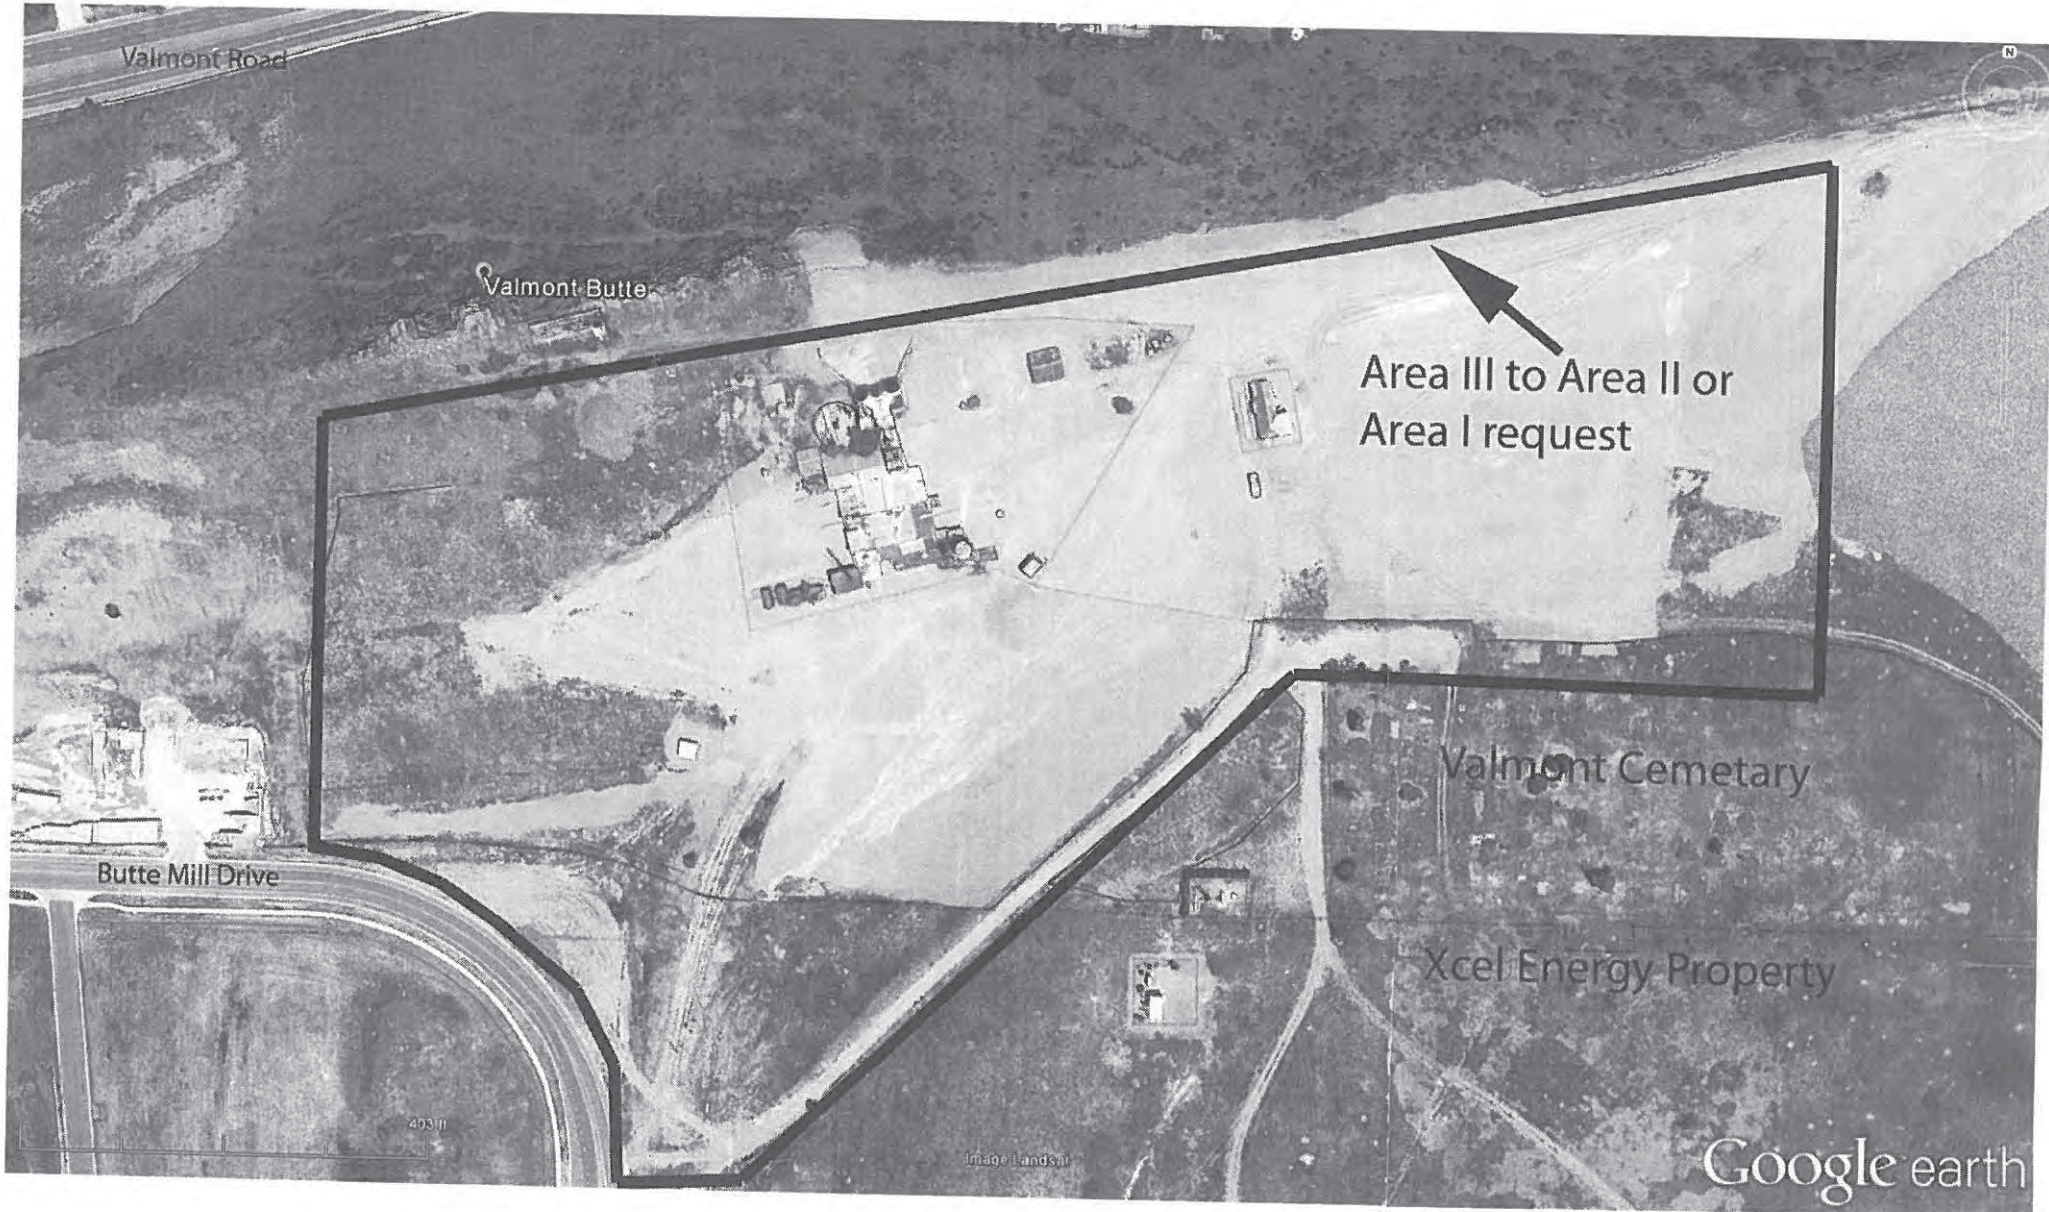 Valmont Road
N
Valmont Butte
Area III to Area II or
Area I request
Valmont Cemetary
Butte Mill Drive
Xcel Energy Property
403 ft
Image Landsat
Google earth